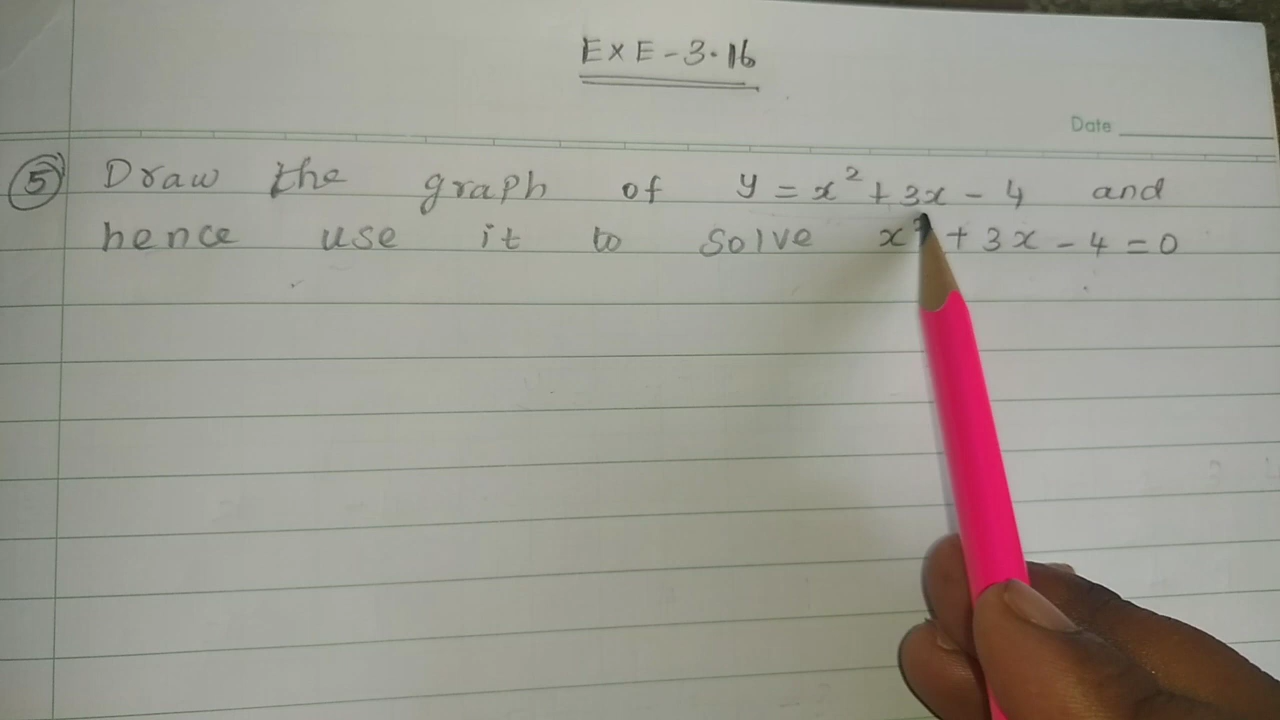 EXE-3.16
Date
⑤ Draw the graph of y = x² + 3x - 4 and
hence use it to solve x² + 3x - 4 = 0